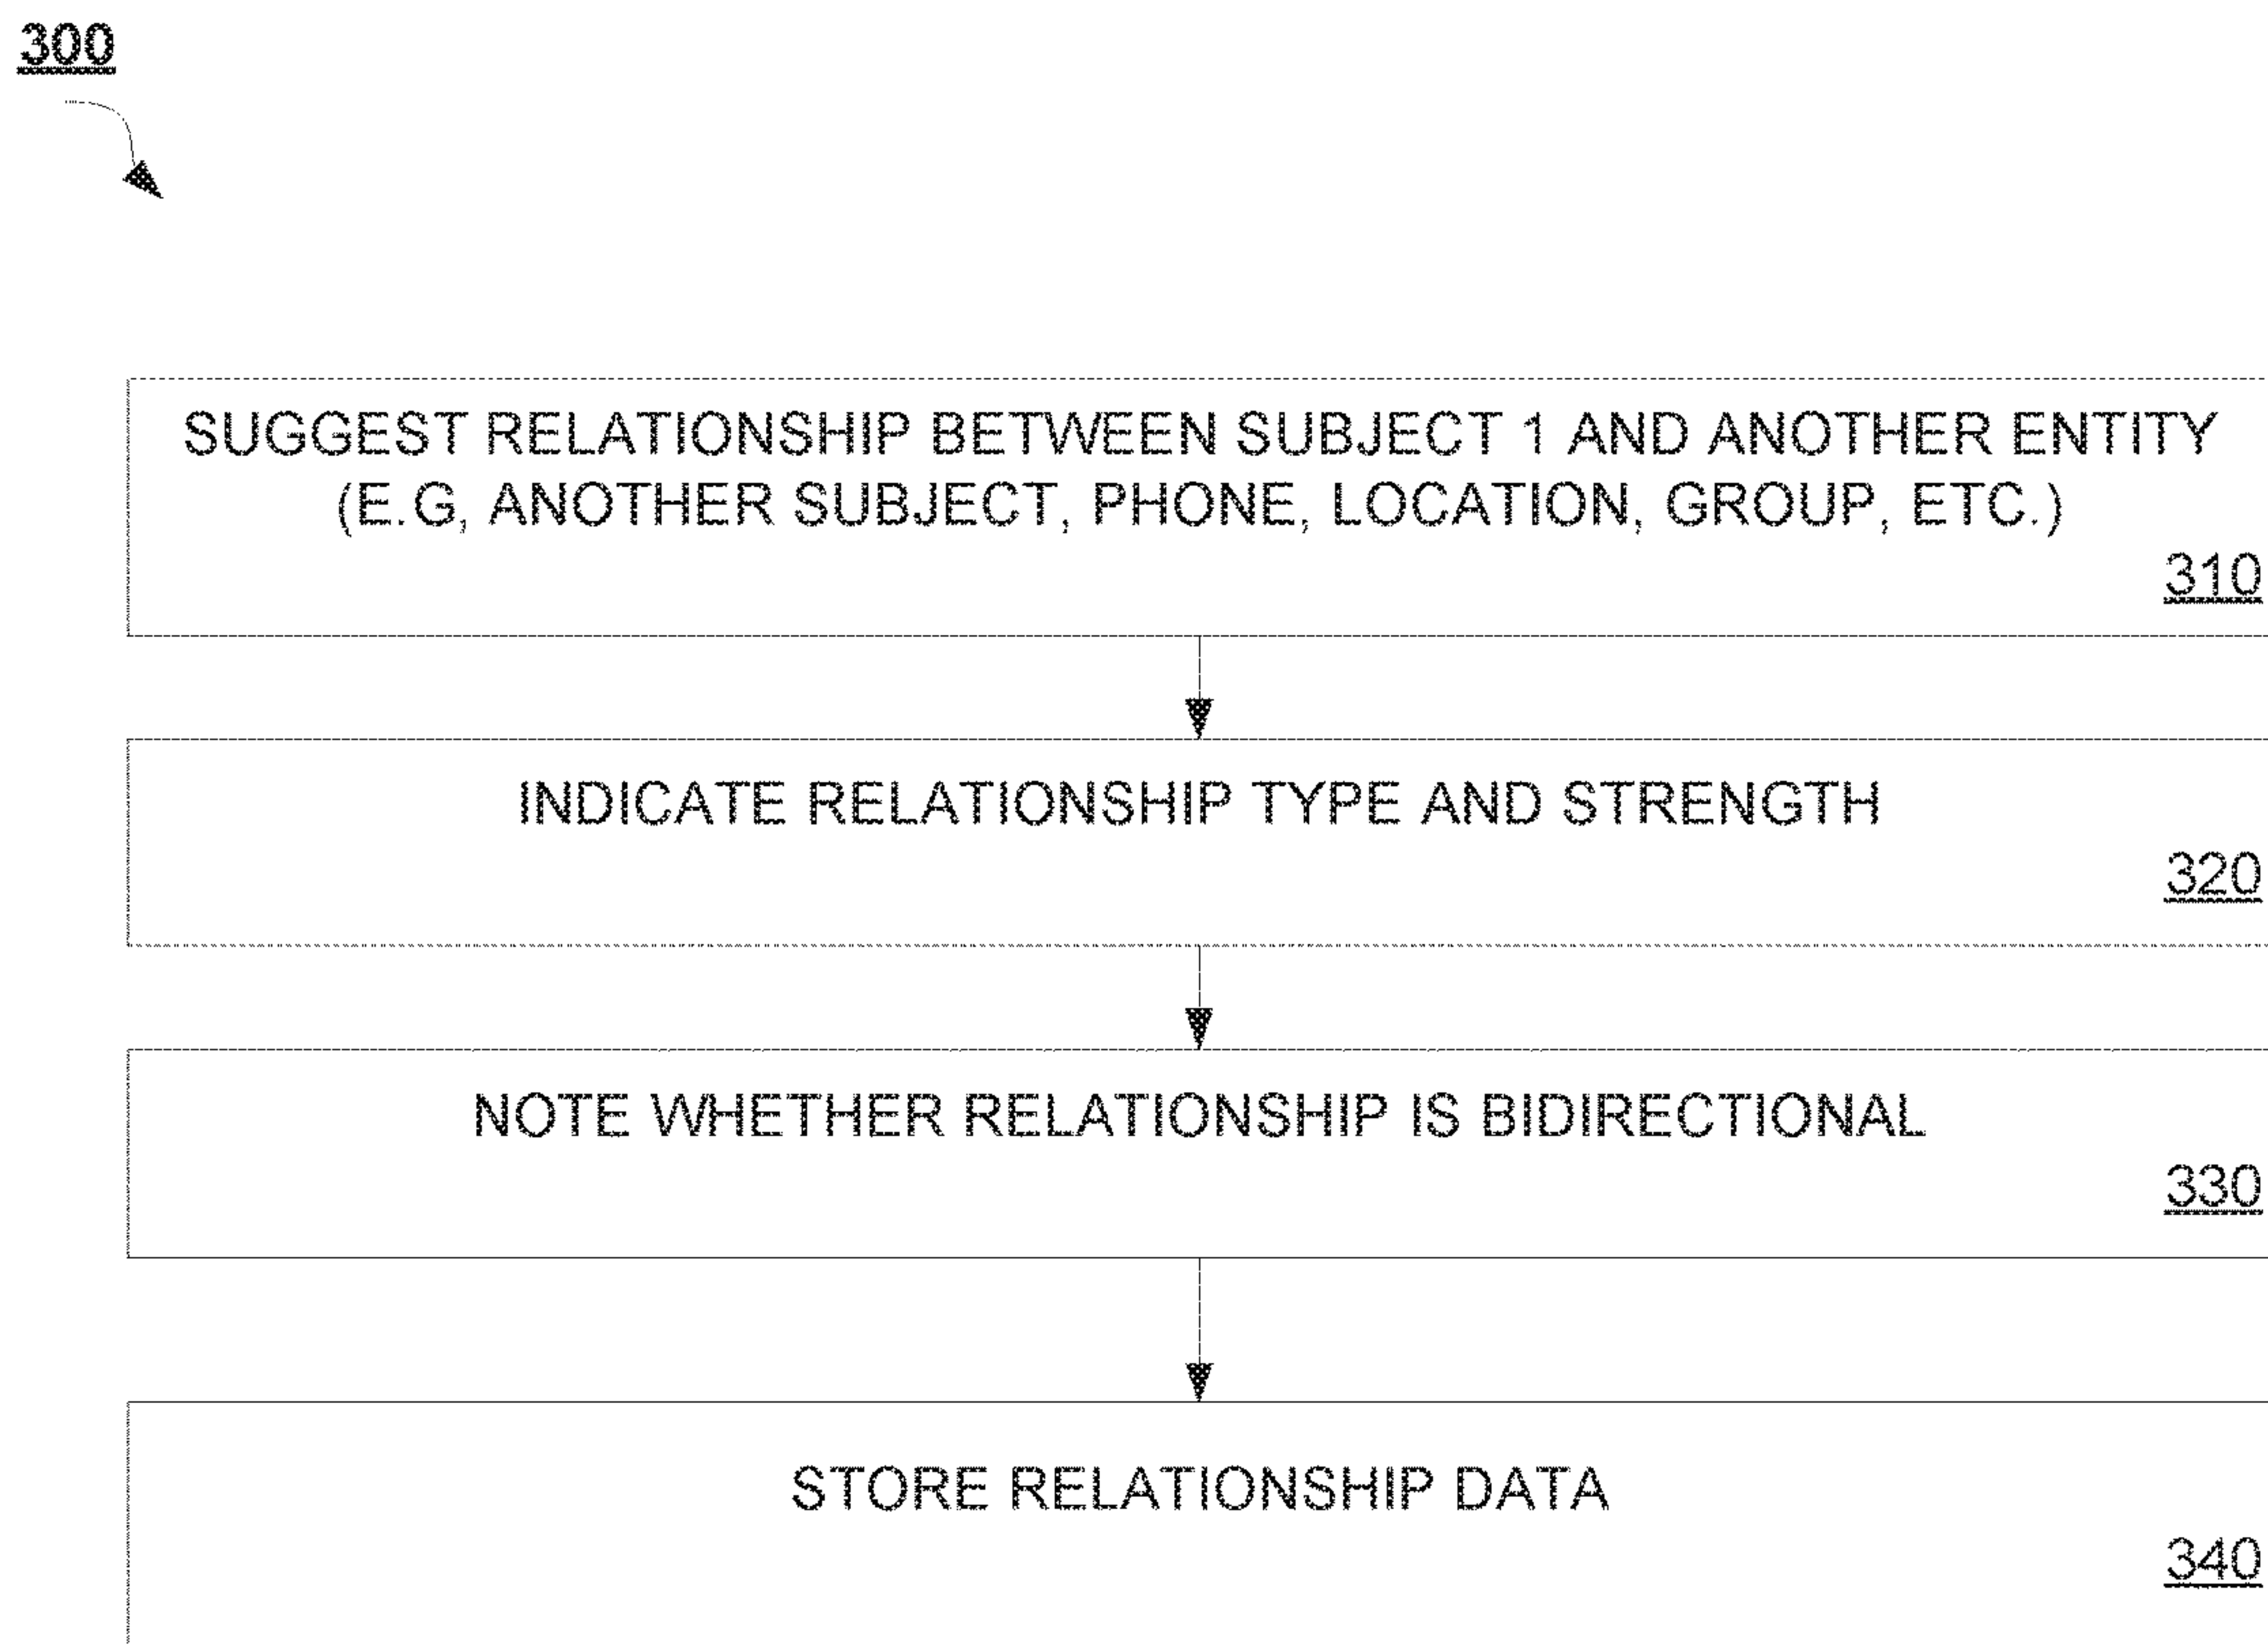 300
SUGGEST RELATIONSHIP BETWEEN SUBJECT 1 AND ANOTHER ENTITY
(E.G, ANOTHER SUBJECT, PHONE, LOCATION, GROUP, ETC.)
310
INDICATE RELATIONSHIP TYPE AND STRENGTH
320
NOTE WHETHER RELATIONSHIP IS BIDIRECTIONAL
330
STORE RELATIONSHIP DATA
340